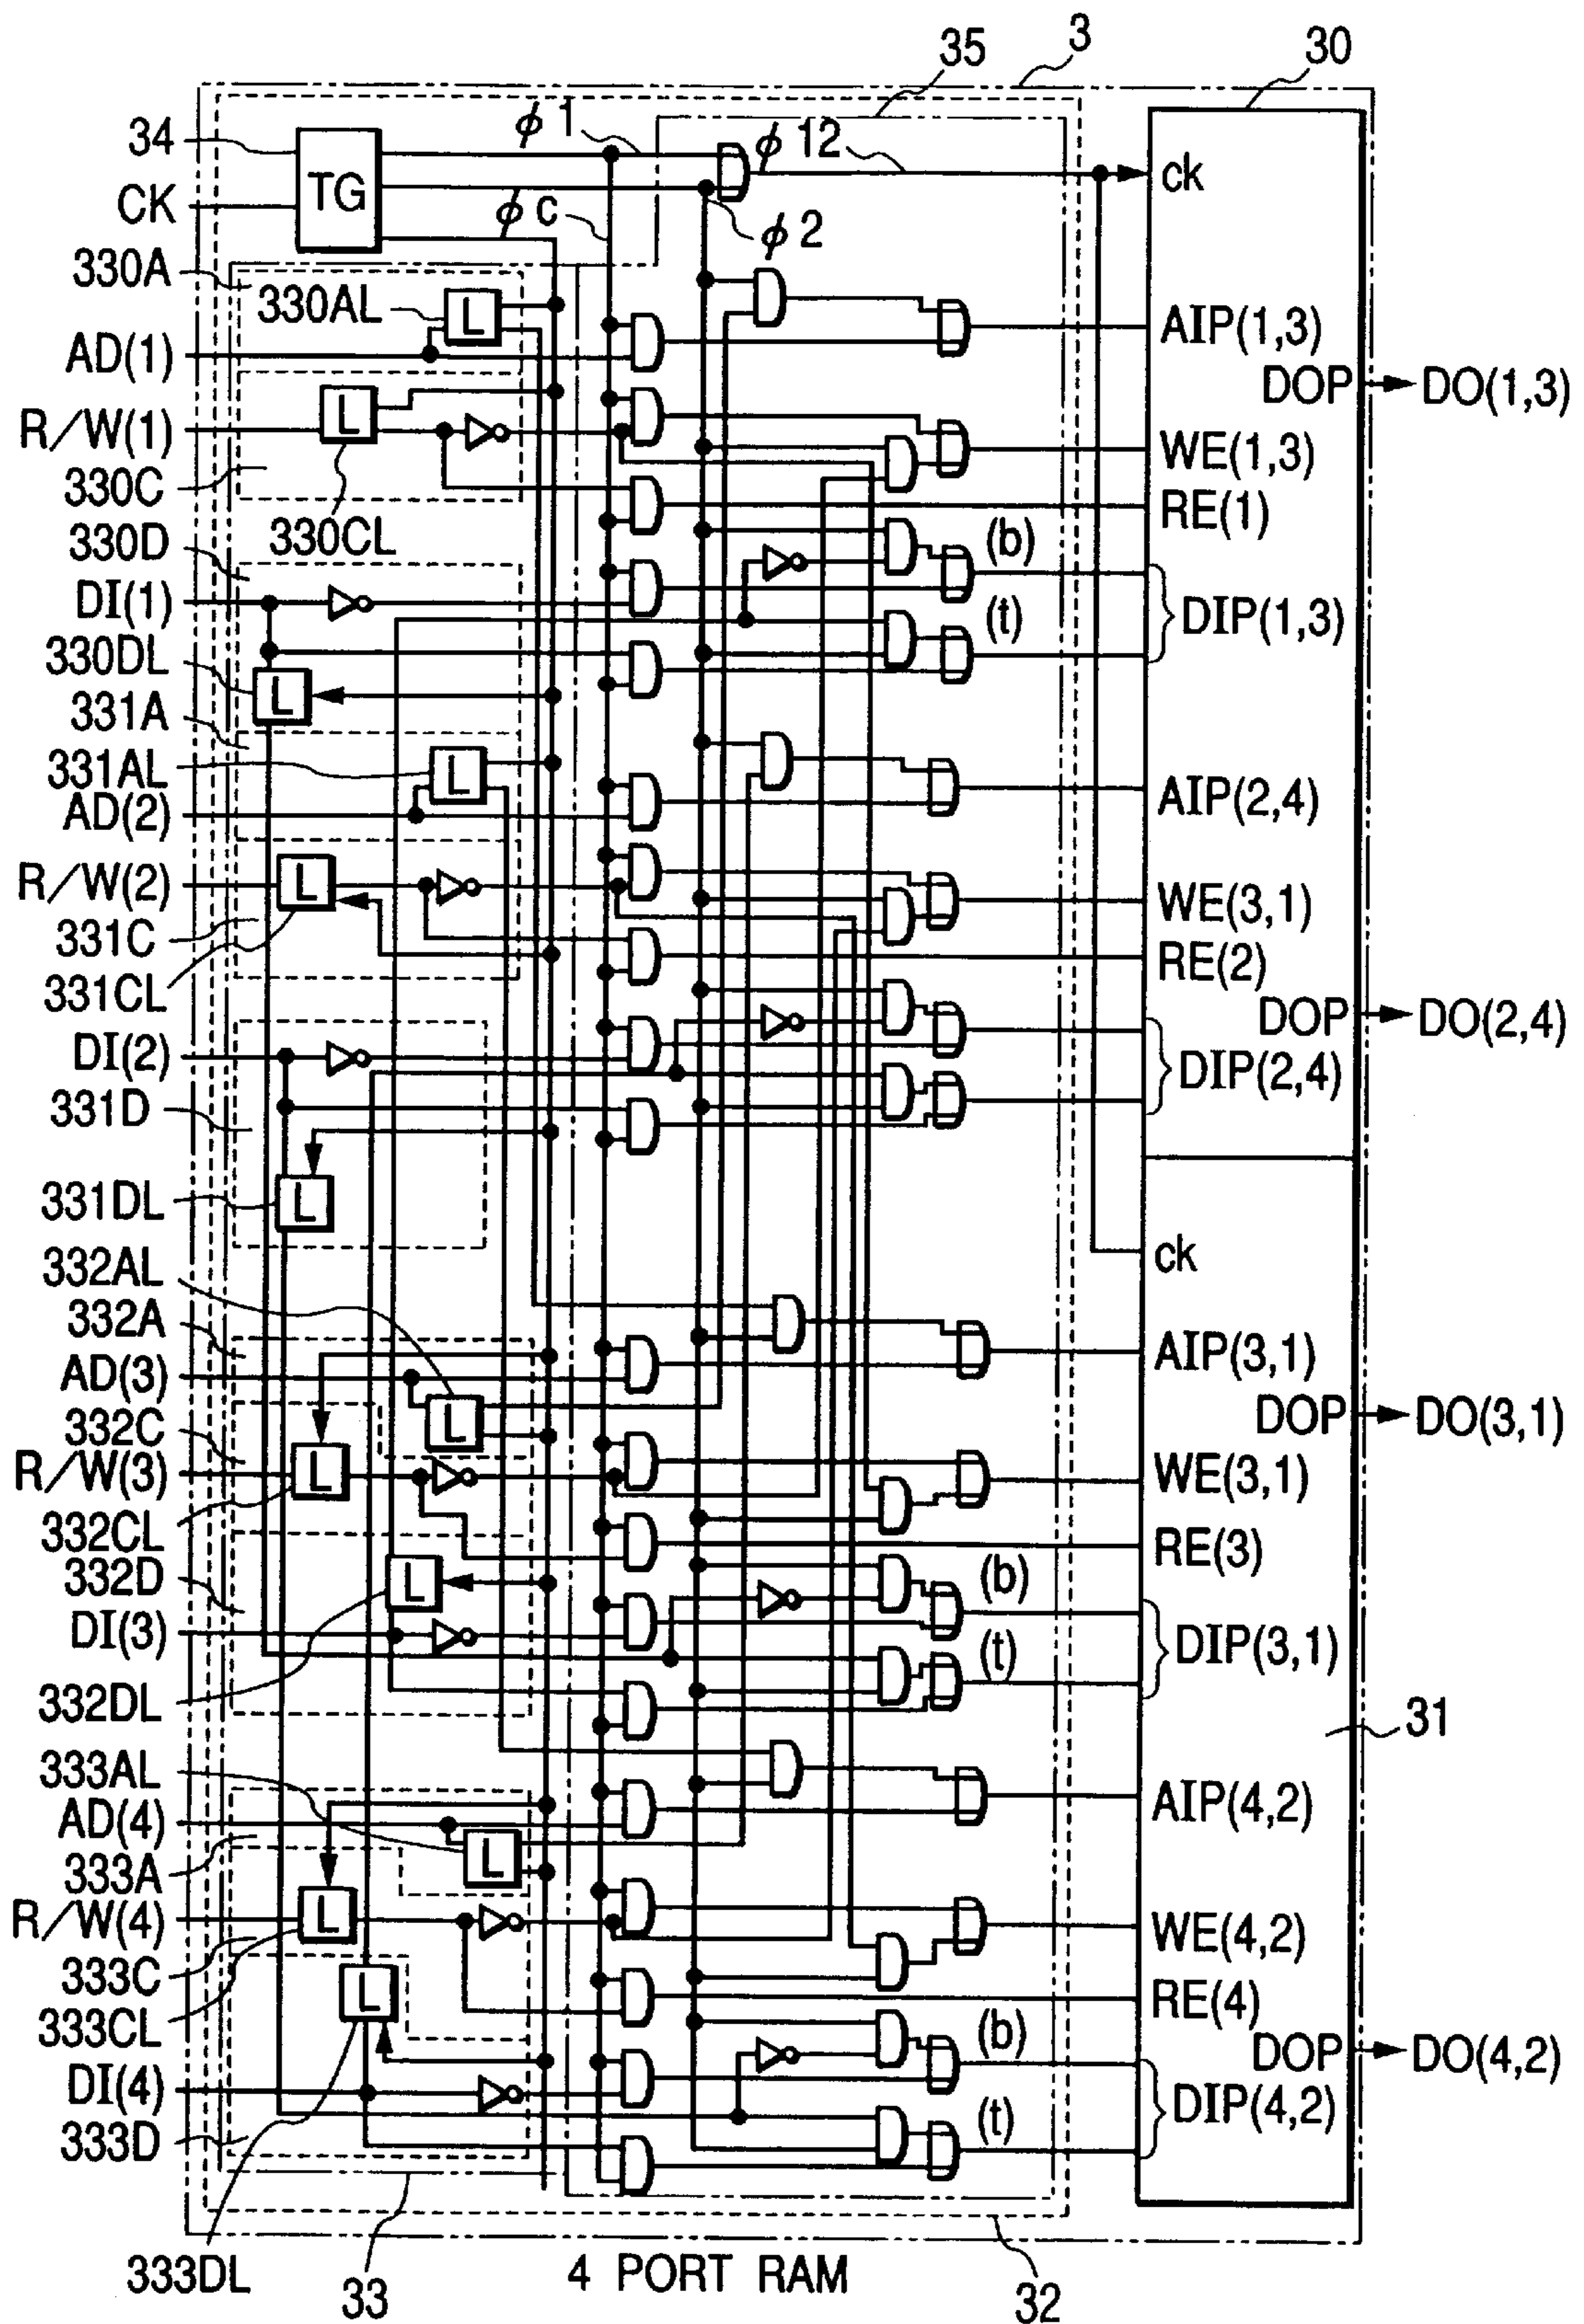 3
35
30
34
φ 1
φ 12
ck
TG
CK
φ c
φ 2
330A
330AL
L
AD(1)
AIP(1,3)
DOP
DO(1,3)
L
R/W(1)
WE(1,3)
330C
RE(1)
330CL
330D
(b)
DI(1)
DIP(1,3)
(t)
330DL
L
331A
331AL
L
AD(2)
AIP(2,4)
R/W(2)
L
WE(3,1)
331C
RE(2)
331CL
DOP
DO(2,4)
DI(2)
DIP(2,4)
331D
331DL
L
ck
332AL
332A
AD(3)
AIP(3,1)
L
DOP
DO(3,1)
332C
R/W(3)
L
WE(3,1)
332CL
RE(3)
332D
L
(b)
DI(3)
DIP(3,1)
(t)
332DL
31
333AL
AD(4)
AIP(4,2)
L
333A
R/W(4)
L
WE(4,2)
333C
L
RE(4)
333CL
(b)
DOP
DO(4,2)
DI(4)
DIP(4,2)
333D
(t)
333DL
33
4 PORT RAM
32